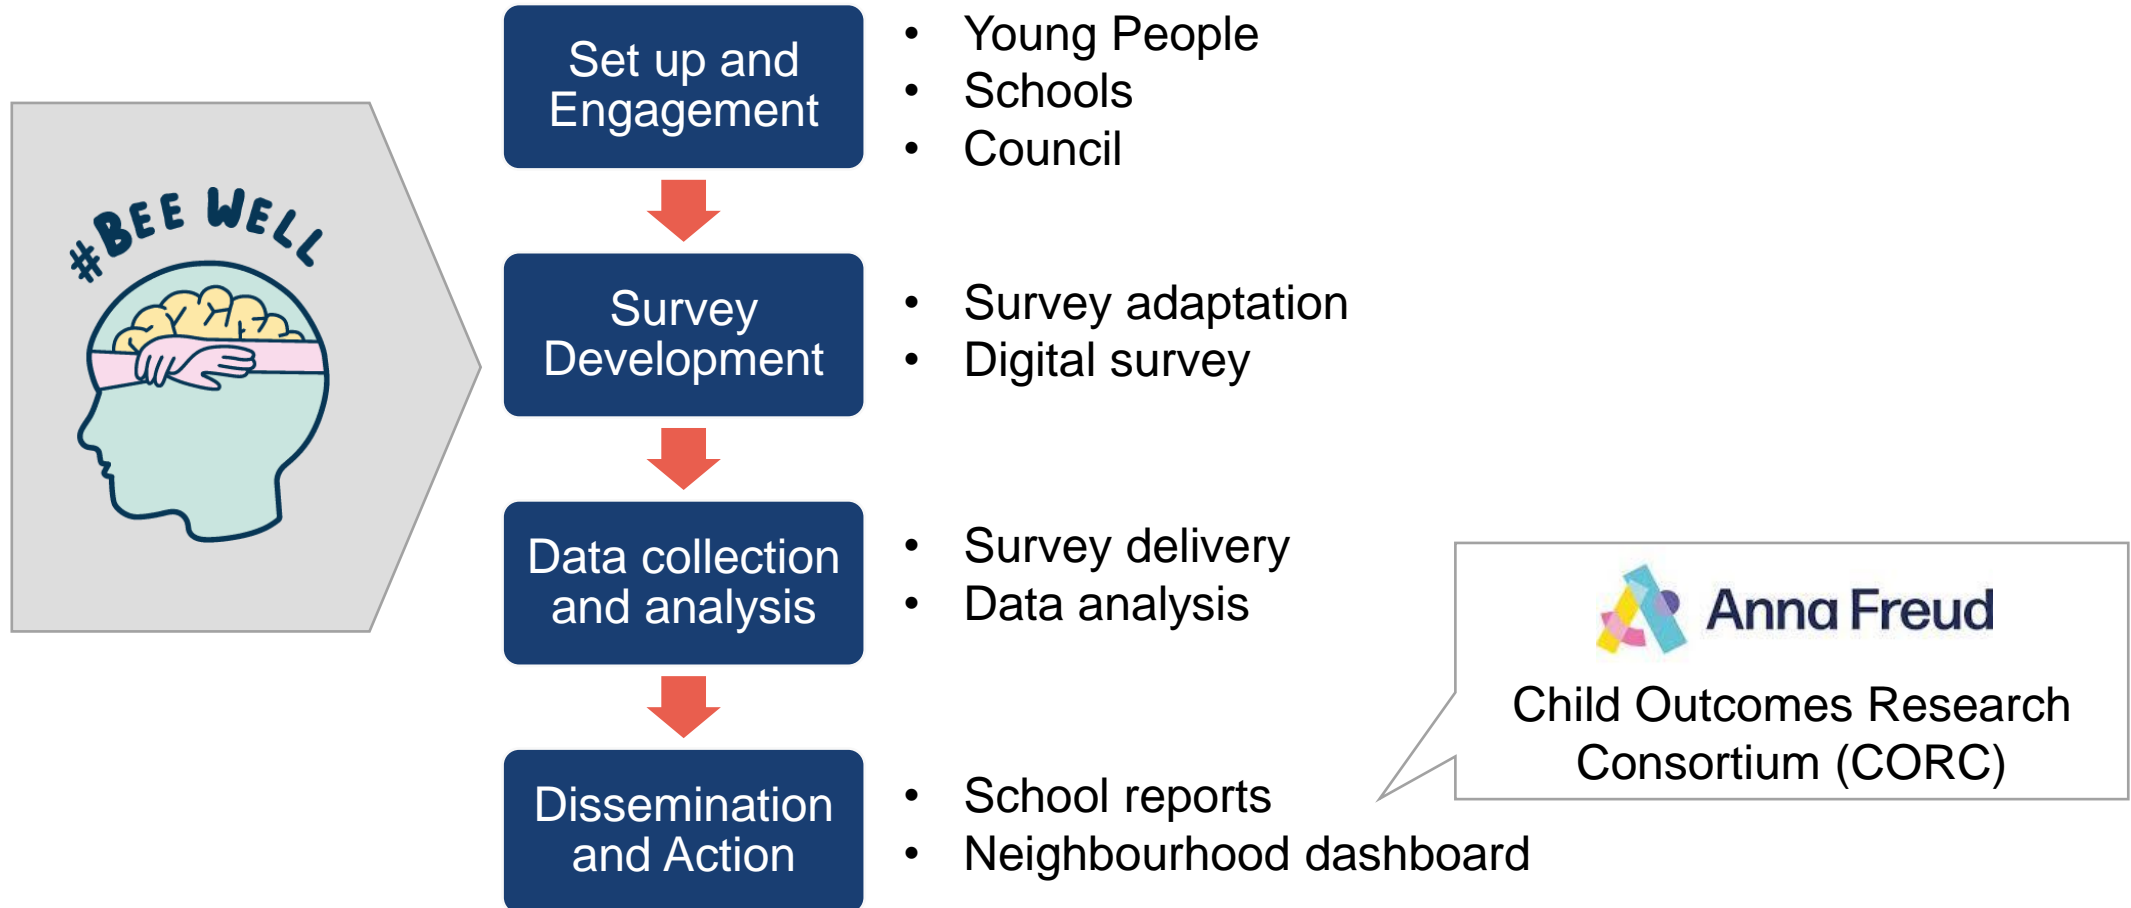 #BEE WELL
Set up and
Engagement
• Young People
• Schools
• Council
Survey
Development
• Survey adaptation
• Digital survey
Data collection
and analysis
• Survey delivery
• Data analysis
Anna Freud
Child Outcomes Research
Consortium (CORC)
Dissemination
and Action
• School reports
• Neighbourhood dashboard